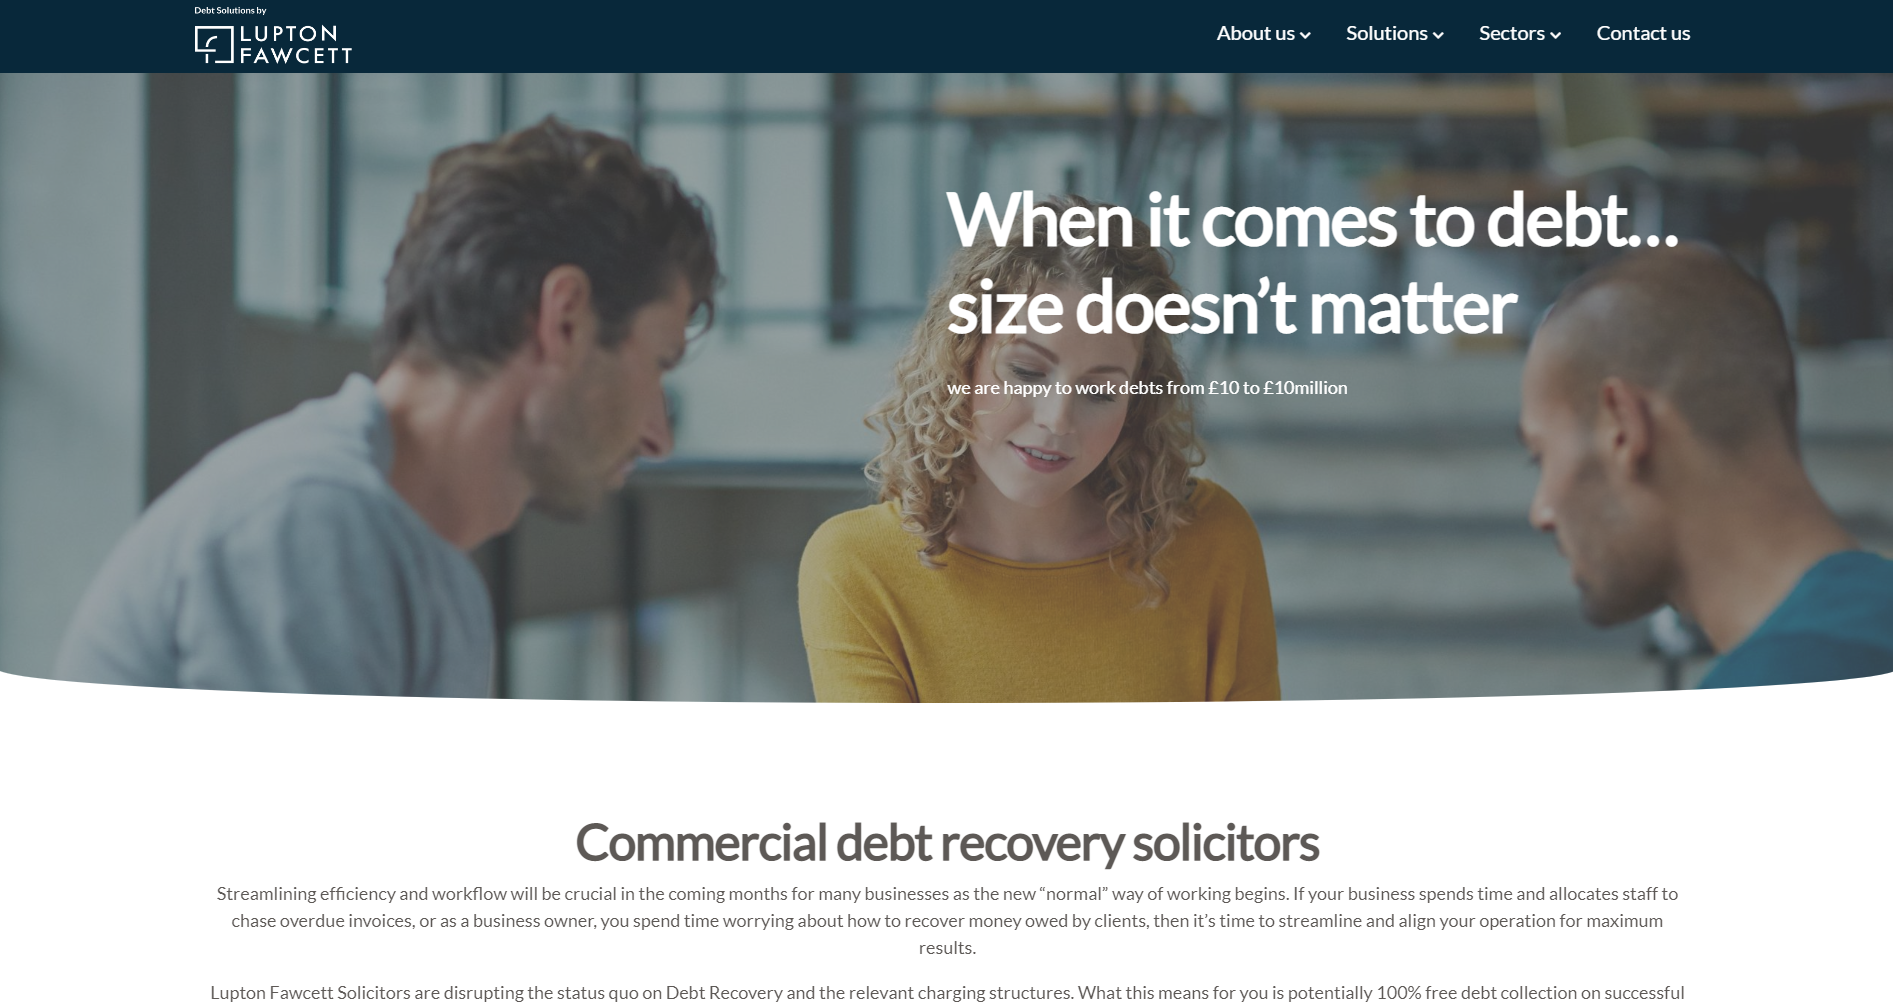 Debt Solutions by
LUPTON
FAWCETT
About us
Solutions
Sectors
Contact us
When it comes to debt...
size doesn’t matter
we are happy to work debts from £10 to £10million
Commercial debt recovery solicitors
Streamlining efficiency and workflow will be crucial in the coming months for many businesses as the new “normal” way of working begins. If your business spends time and allocates staff to
chase overdue invoices, or as a business owner, you spend time worrying about how to recover money owed by clients, then it’s time to streamline and align your operation for maximum
results.
Lupton Fawcett Solicitors are disrupting the status quo on Debt Recovery and the relevant charging structures. What this means for you is potentially 100% free debt collection on successful